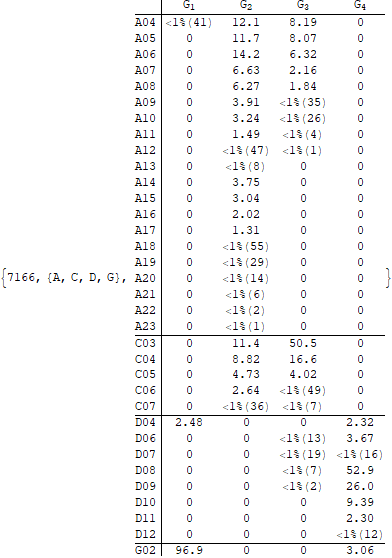 G1 G2 G3 G4
A04 <1%(41) 12.1 8.19 0
A05 0 11.7 8.07 0
A06 0 14.2 6.32 0
A07 0 6.63 2.16 0
A08 0 6.27 1.84 0
A09 0 3.91 <1%(35) 0
A10 0 3.24 <1%(26) 0
A11 0 1.49 <1%(4) 0
A12 0 <1%(47) <1%(1) 0
A13 0 <1%(8) 0 0
A14 0 3.75 0 0
A15 0 3.04 0 0
A16 0 2.02 0 0
A17 0 1.31 0 0
A18 0 <1%(55) 0 0
A19 0 <1%(29) 0 0
{7166, {A, C, D, G}, A20 0 <1%(14) 0 0 }
A21 0 <1%(6) 0 0
A22 0 <1%(2) 0 0
A23 0 <1%(1) 0 0
C03 0 11.4 50.5 0
C04 0 8.82 16.6 0
C05 0 4.73 4.02 0
C06 0 2.64 <1%(49) 0
C07 0 <1%(36) <1%(7) 0
D04 2.48 0 0 2.32
D06 0 0 <1%(13) 3.67
D07 0 0 <1%(19) <1%(16)
D08 0 0 <1%(7) 52.9
D09 0 0 <1%(2) 26.0
D10 0 0 0 9.39
D11 0 0 0 2.30
D12 0 0 0 <1%(12)
G02 96.9 0 0 3.06